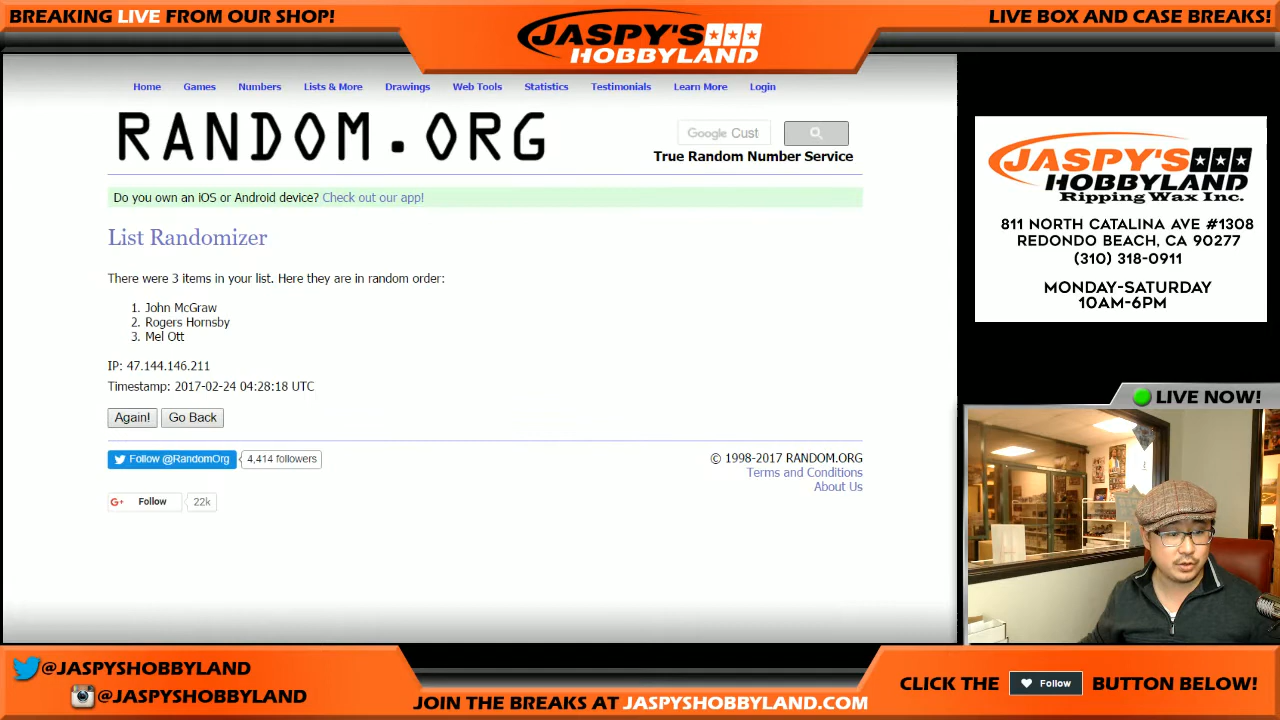 BREAKING LIVE FROM OUR SHOP!
JASPY'S
HOBBYLAND
LIVE BOX AND CASE BREAKS!
Home Games Numbers Lists & More Drawings Web Tools Statistics Testimonials Learn More Login
RANDOM.ORG
Google Cust
True Random Number Service
Do you own an iOS or Android device? Check out our app!
List Randomizer
There were 3 items in your list. Here they are in random order:
1. John McGraw
2. Rogers Hornsby
3. Mel Ott
IP: 47.144.146.211
Timestamp: 2017-02-24 04:28:18 UTC
Again! Go Back
Follow @RandomOrg 4,414 followers
© 1998-2017 RANDOM.ORG
Terms and Conditions
About Us
G+ Follow 22k
JASPY'S
HOBBYLAND
Ripping Wax Inc.
811 NORTH CATALINA AVE #1308
REDONDO BEACH, CA 90277
(310) 318-0911
MONDAY-SATURDAY
10AM-6PM
LIVE NOW!
@JASPYSHOBBYLAND
@JASPYSHOBBYLAND
JOIN THE BREAKS AT JASPYSHOBBYLAND.COM
CLICK THE Follow BUTTON BELOW!